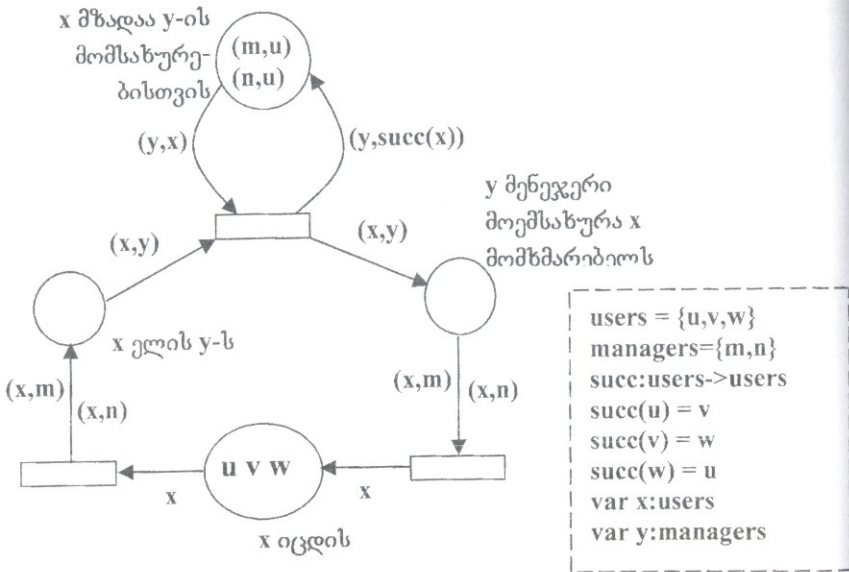 x მზადაა y-ის
მომსახურე-
ბისთვის
(m,u)
(n,u)
(y,x)
(y,succ(x))
(x,y)
(x,y)
y მენეჯერი
მოემსახურა x
მომხმარებელს
x ელის y-ს
(x,m)
(x,n)
(x,m)
(x,n)
u v w
x
x
x იცდის
users = {u,v,w}
managers={m,n}
succ:users->users
succ(u) = v
succ(v) = w
succ(w) = u
var x:users
var y:managers